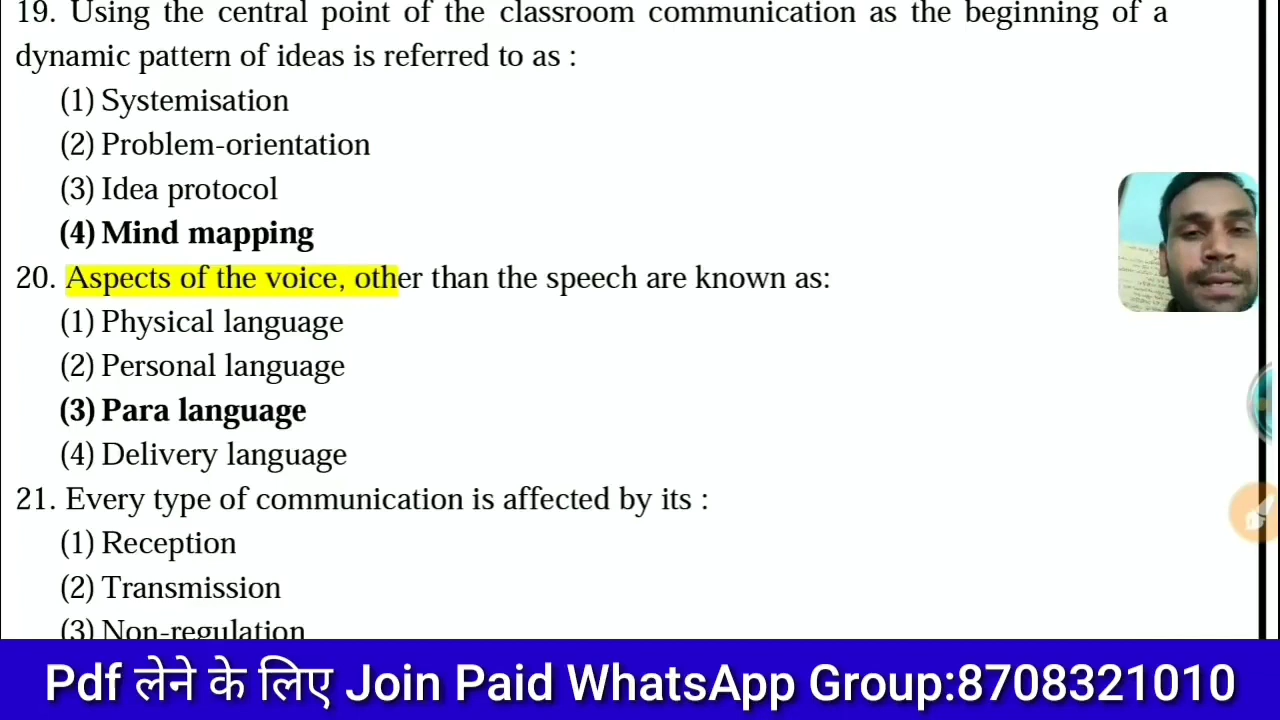 19. Using the central point of the classroom communication as the beginning of a
dynamic pattern of ideas is referred to as :
(1) Systemisation
(2) Problem-orientation
(3) Idea protocol
(4) Mind mapping
20. Aspects of the voice, other than the speech are known as:
(1) Physical language
(2) Personal language
(3) Para language
(4) Delivery language
21. Every type of communication is affected by its :
(1) Reception
(2) Transmission
(3) Non-regulation
Pdf लेने के लिए Join Paid WhatsApp Group:8708321010